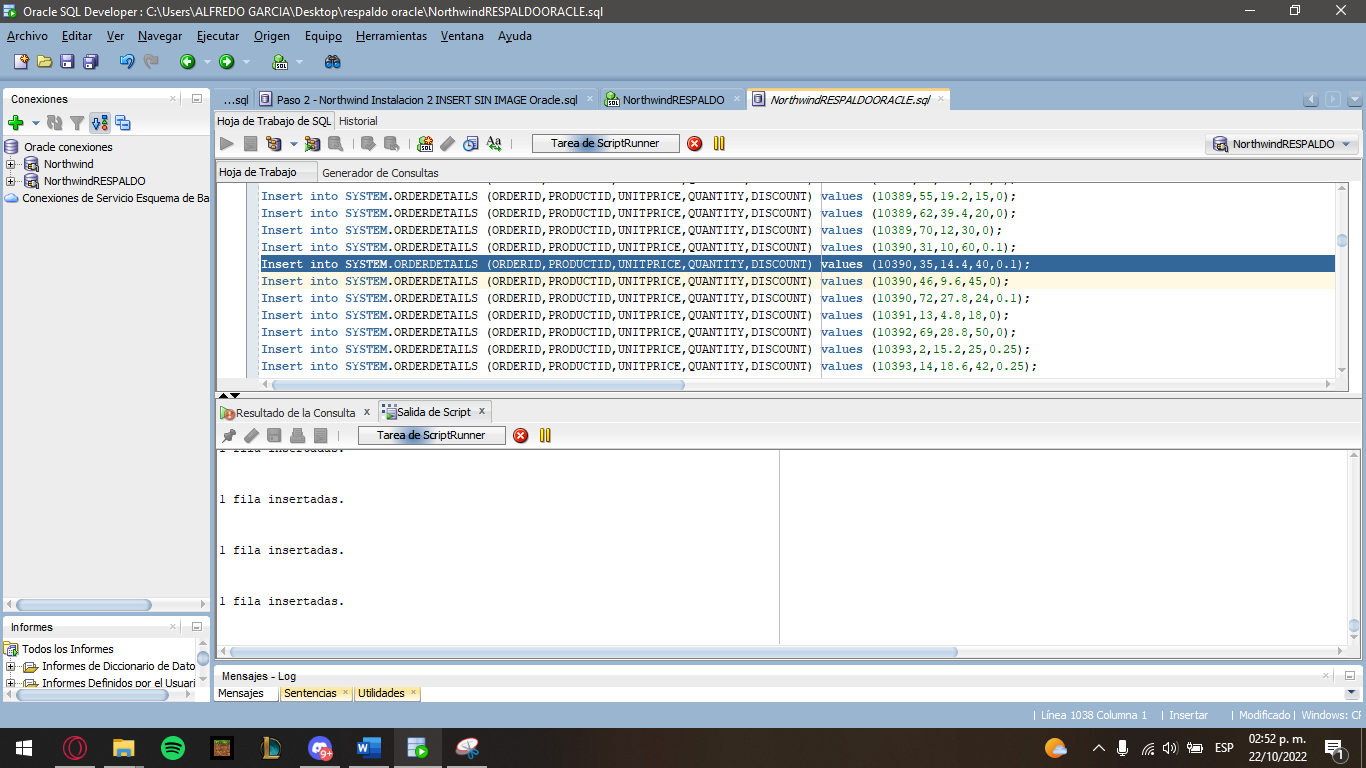 Oracle SQL Developer : C:\Users\ALFREDO GARCIA\Desktop\respaldo oracle\NorthwindRESPALDOORACLE.sql
Archivo Editar Ver Navegar Ejecutar Origen Equipo Herramientas Ventana Ayuda
Conexiones
Oracle conexiones
Northwind
NorthwindRESPALDO
Conexiones de Servicio Esquema de Ba
...sql Paso 2 - Northwind Instalacion 2 INSERT SIN IMAGE Oracle.sql NorthwindRESPALDO NorthwindRESPALDOORACLE.sql
Hoja de Trabajo de SQL Historial
Tarea de ScriptRunner NorthwindRESPALDO
Hoja de Trabajo Generador de Consultas
Insert into SYSTEM.ORDERDETAILS (ORDERID,PRODUCTID,UNITPRICE,QUANTITY,DISCOUNT) values (10389,55,19.2,15,0);
Insert into SYSTEM.ORDERDETAILS (ORDERID,PRODUCTID,UNITPRICE,QUANTITY,DISCOUNT) values (10389,62,39.4,20,0);
Insert into SYSTEM.ORDERDETAILS (ORDERID,PRODUCTID,UNITPRICE,QUANTITY,DISCOUNT) values (10389,70,12,30,0);
Insert into SYSTEM.ORDERDETAILS (ORDERID,PRODUCTID,UNITPRICE,QUANTITY,DISCOUNT) values (10390,31,10,60,0.1);
Insert into SYSTEM.ORDERDETAILS (ORDERID,PRODUCTID,UNITPRICE,QUANTITY,DISCOUNT) values (10390,35,14.4,40,0.1);
Insert into SYSTEM.ORDERDETAILS (ORDERID,PRODUCTID,UNITPRICE,QUANTITY,DISCOUNT) values (10390,46,9.6,45,0);
Insert into SYSTEM.ORDERDETAILS (ORDERID,PRODUCTID,UNITPRICE,QUANTITY,DISCOUNT) values (10390,72,27.8,24,0.1);
Insert into SYSTEM.ORDERDETAILS (ORDERID,PRODUCTID,UNITPRICE,QUANTITY,DISCOUNT) values (10391,13,4.8,18,0);
Insert into SYSTEM.ORDERDETAILS (ORDERID,PRODUCTID,UNITPRICE,QUANTITY,DISCOUNT) values (10392,69,28.8,50,0);
Insert into SYSTEM.ORDERDETAILS (ORDERID,PRODUCTID,UNITPRICE,QUANTITY,DISCOUNT) values (10393,2,15.2,25,0.25);
Insert into SYSTEM.ORDERDETAILS (ORDERID,PRODUCTID,UNITPRICE,QUANTITY,DISCOUNT) values (10393,14,18.6,42,0.25);
Resultado de la Consulta x Salida de Script x
Tarea de ScriptRunner
1 fila insertadas.
1 fila insertadas.
1 fila insertadas.
1 fila insertadas.
Informes
Todos los Informes
Informes de Diccionario de Dato
Informes Definidos por el Usuari
Mensajes - Log
Mensajes Sentencias Utilidades
Línea 1038 Columna 1 Insertar Modificado Windows: CF
9+
ESP
02:52 p. m.
22/10/2022
1